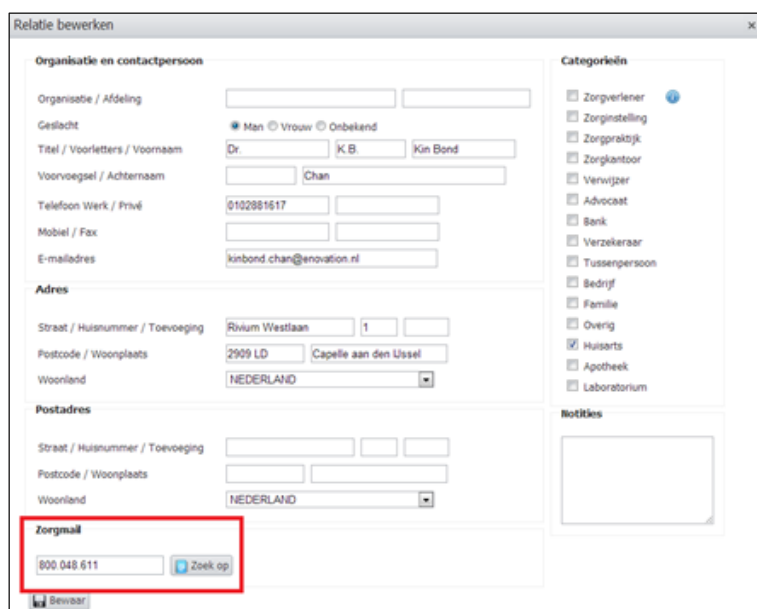 Relatie bewerken x
Organisatie en contactpersoon
Organisatie / Afdeling
Geslacht Man Vrouw Onbekend
Titel / Voorletters / Voornaam Dr. K.B. Kin Bond
Voorvoegsel / Achternaam Chan
Telefoon Werk / Privé 0102881617
Mobiel / Fax
E-mailadres kinbond.chan@enovation.nl
Adres
Straat / Huisnummer / Toevoeging Rivium Westlaan 1
Postcode / Woonplaats 2909 LD Capelle aan den IJssel
Woonland NEDERLAND
Postadres
Straat / Huisnummer / Toevoeging
Postcode / Woonplaats
Woonland NEDERLAND
Zorgmail
800.048.611 Zoek op
Bewaar
Categorieën
Zorgverlener
Zorginstelling
Zorgpraktijk
Zorgkantoor
Verwijzer
Advocaat
Bank
Verzekeraar
Tussenpersoon
Bedrijf
Familie
Overig
Huisarts
Apotheek
Laboratorium
Notities